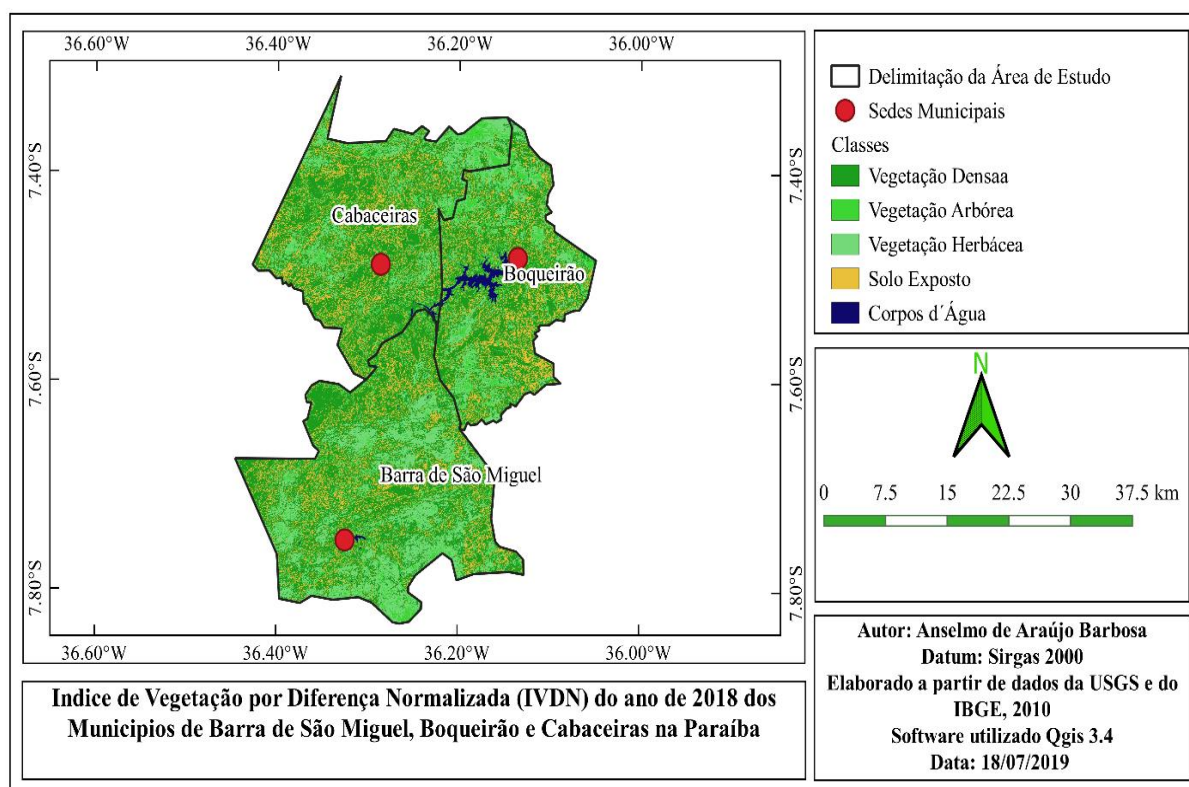 36.60°W 36.40°W 36.20°W 36.00°W
7.40°S 7.40°S
7.60°S 7.60°S
7.80°S 7.80°S
36.60°W 36.40°W 36.20°W 36.00°W
Cabaceiras
Boqueirão
Barra de São Miguel
Delimitação da Área de Estudo
Sedes Municipais
Classes
Vegetação Densaa
Vegetação Arbórea
Vegetação Herbácea
Solo Exposto
Corpos d´Água
N
0 7.5 15 22.5 30 37.5 km
Indice de Vegetação por Diferença Normalizada (IVDN) do ano de 2018 dos
Municipios de Barra de São Miguel, Boqueirão e Cabaceiras na Paraíba
Autor: Anselmo de Araújo Barbosa
Datum: Sirgas 2000
Elaborado a partir de dados da USGS e do
IBGE, 2010
Software utilizado Qgis 3.4
Data: 18/07/2019